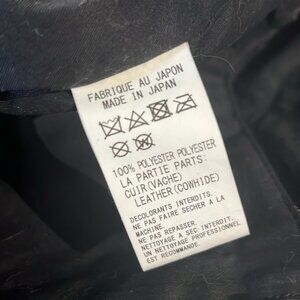 FABRIQUE AU JAPON
MADE IN JAPAN
100% POLYESTER POLYESTER
LA PARTIE PARTS:
CUIR(VACHE)
LEATHER(COWHIDE)
DECOLORANTS INTERDITS.
NE PAS FAIRE SECHER A
LA MACHINE.
NE PAS REPASSER.
NETTOYAGE A SEC INTERDIT.
UN NETTOYAGE PROFESSIONNEL
EST RECOMMANDE.